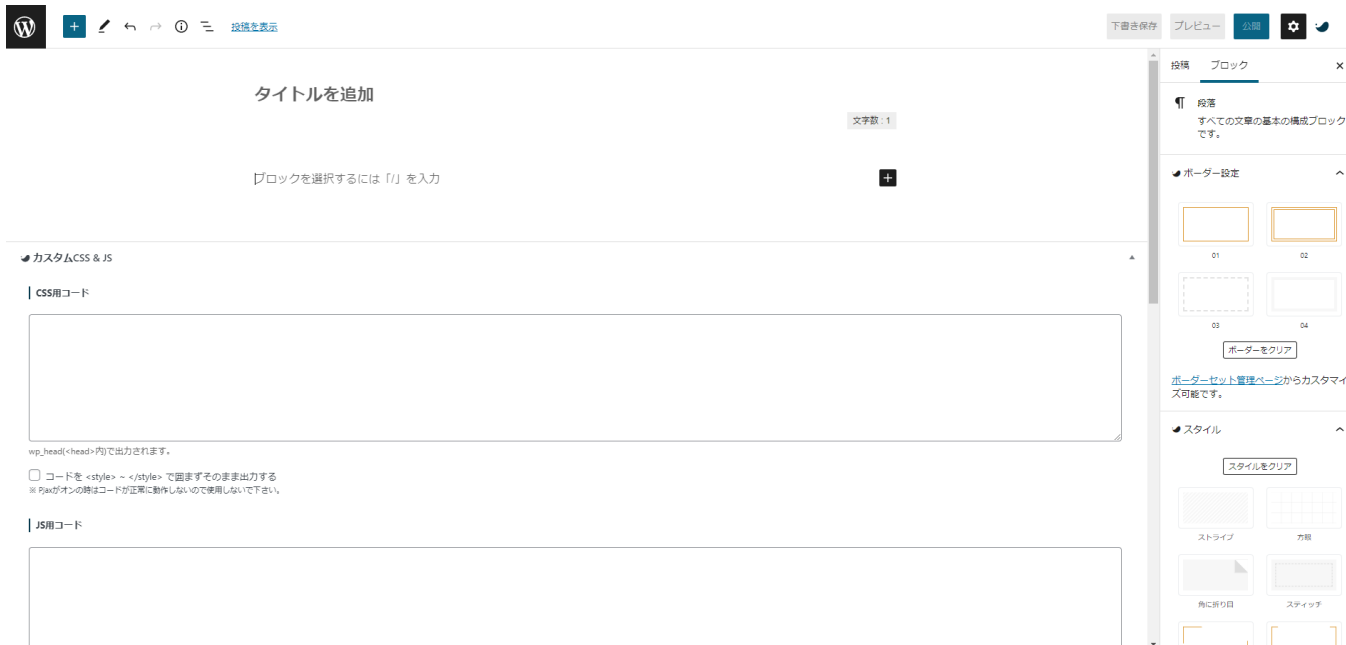 投稿を表示
下書き保存
プレビュー
公開
タイトルを追加
文字数 : 1
ブロックを選択するには「/」を入力
カスタムCSS & JS
CSS用コード
wp_head(<head>内)で出力されます。
コードを <style> ~ </style> で囲まずそのまま出力する
※ Pjaxがオンの時はコードが正常に動作しないので使用しないで下さい。
JS用コード
投稿
ブロック
段落
すべての文章の基本の構成ブロック
です。
ボーダー設定
01
02
03
04
ボーダーをクリア
ボーダーセット管理ページからカスタマイ
ズ可能です。
スタイル
スタイルをクリア
ストライプ
方眼
角に折り目
スティッチ